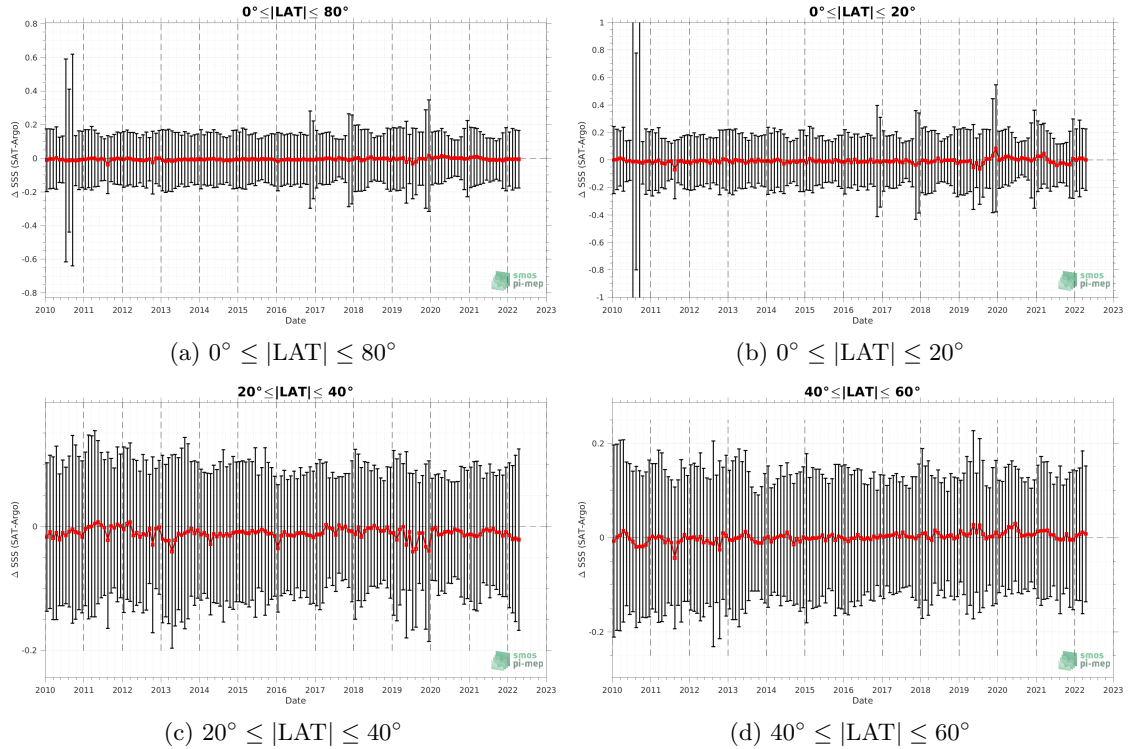 0°≤|LAT|≤ 80°
0.8
0.6
0.4
0.2
0
-0.2
-0.4
-0.6
-0.8
Δ SSS (SAT-Argo)
2010 2011 2012 2013 2014 2015 2016 2017 2018 2019 2020 2021 2022 2023
Date
smos
pi-mep
(a) 0° ≤ |LAT| ≤ 80°
0°≤|LAT|≤ 20°
1
0.8
0.6
0.4
0.2
0
-0.2
-0.4
-0.6
-0.8
-1
Δ SSS (SAT-Argo)
2010 2011 2012 2013 2014 2015 2016 2017 2018 2019 2020 2021 2022 2023
Date
smos
pi-mep
(b) 0° ≤ |LAT| ≤ 20°
20°≤|LAT|≤ 40°
0
-0.2
Δ SSS (SAT-Argo)
2010 2011 2012 2013 2014 2015 2016 2017 2018 2019 2020 2021 2022 2023
Date
smos
pi-mep
(c) 20° ≤ |LAT| ≤ 40°
40°≤|LAT|≤ 60°
0.2
0
-0.2
Δ SSS (SAT-Argo)
2010 2011 2012 2013 2014 2015 2016 2017 2018 2019 2020 2021 2022 2023
Date
smos
pi-mep
(d) 40° ≤ |LAT| ≤ 60°